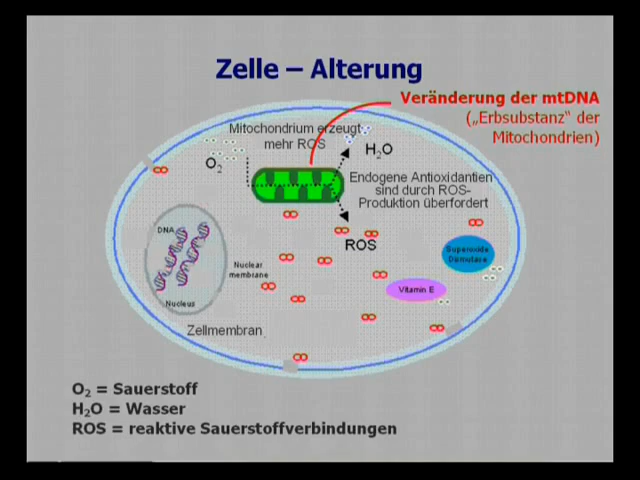 Zelle – Alterung
Veränderung der mtDNA
(„Erbsubstanz“ der
Mitochondrien)
Mitochondrium erzeugt
mehr ROS
O2
H2O
Endogene Antioxidantien
sind durch ROS-
Produktion überfordert
ROS
DNA
Nuclear
membrane
Nucleus
Superoxide
Dismutase
Vitamin E
Zellmembran
O2 = Sauerstoff
H2O = Wasser
ROS = reaktive Sauerstoffverbindungen